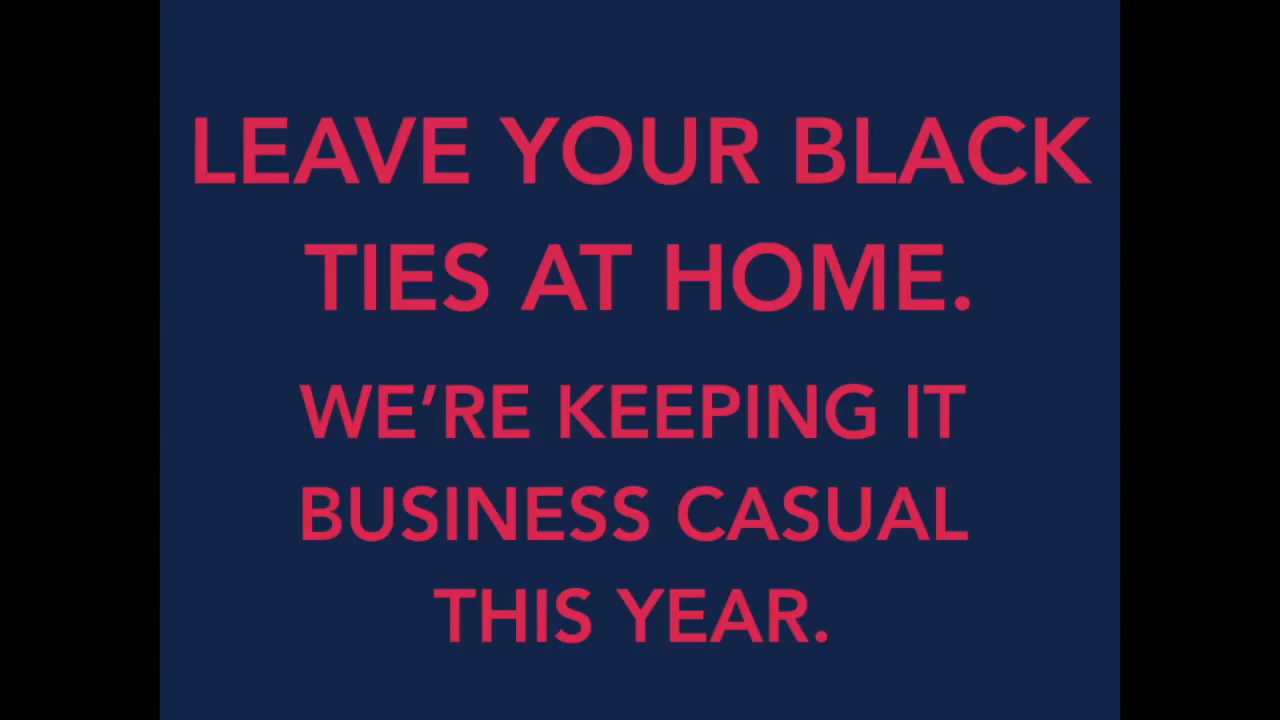 LEAVE YOUR BLACK
TIES AT HOME.
WE’RE KEEPING IT
BUSINESS CASUAL
THIS YEAR.